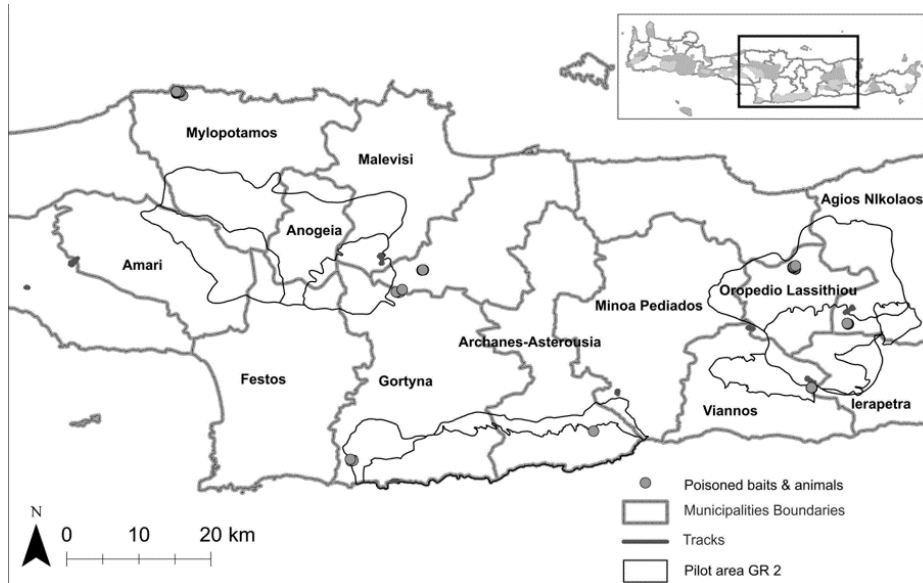 Mylopotamos
Malevisi
Agios NIkolaos
Anogeia
Amari
Oropedio Lassithiou
Minoa Pediados
Archanes-Asterousia
Festos
Gortyna
Viannos
Ierapetra
N
0 10 20 km
Poisoned baits & animals
Municipalities Boundaries
Tracks
Pilot area GR 2